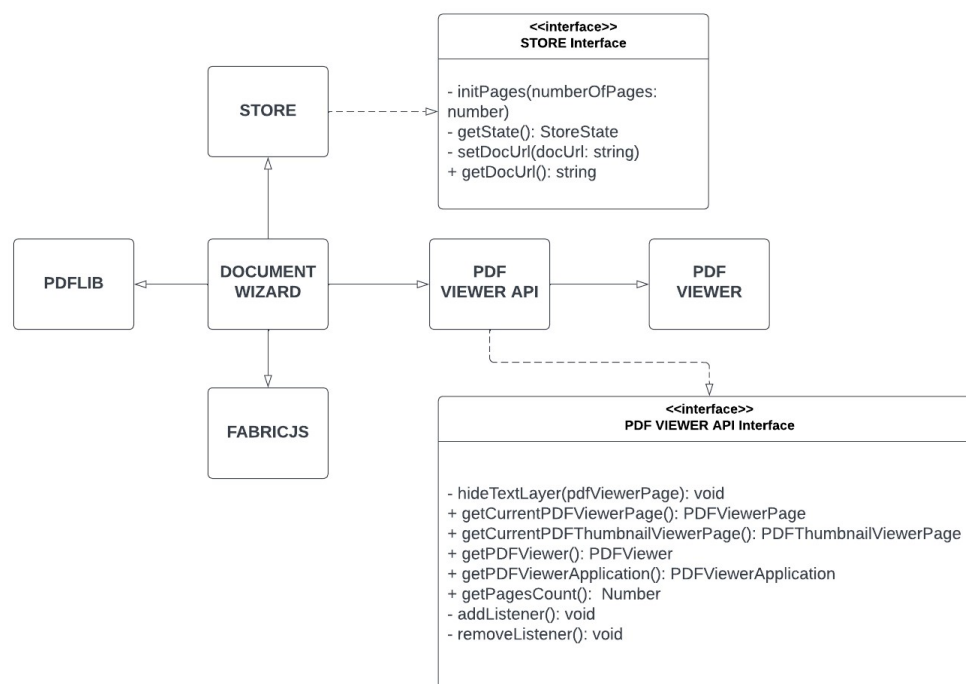 <<interface>>
STORE Interface
- initPages(numberOfPages:
number)
- getState(): StoreState
- setDocUrl(docUrl: string)
+ getDocUrl(): string
STORE
PDFLIB
DOCUMENT
WIZARD
PDF
VIEWER API
PDF
VIEWER
FABRICJS
<<interface>>
PDF VIEWER API Interface
- hideTextLayer(pdfViewerPage): void
+ getCurrentPDFViewerPage(): PDFViewerPage
+ getCurrentPDFThumbnailViewerPage(): PDFThumbnailViewerPage
+ getPDFViewer(): PDFViewer
+ getPDFViewerApplication(): PDFViewerApplication
+ getPagesCount():  Number
- addListener(): void
- removeListener(): void